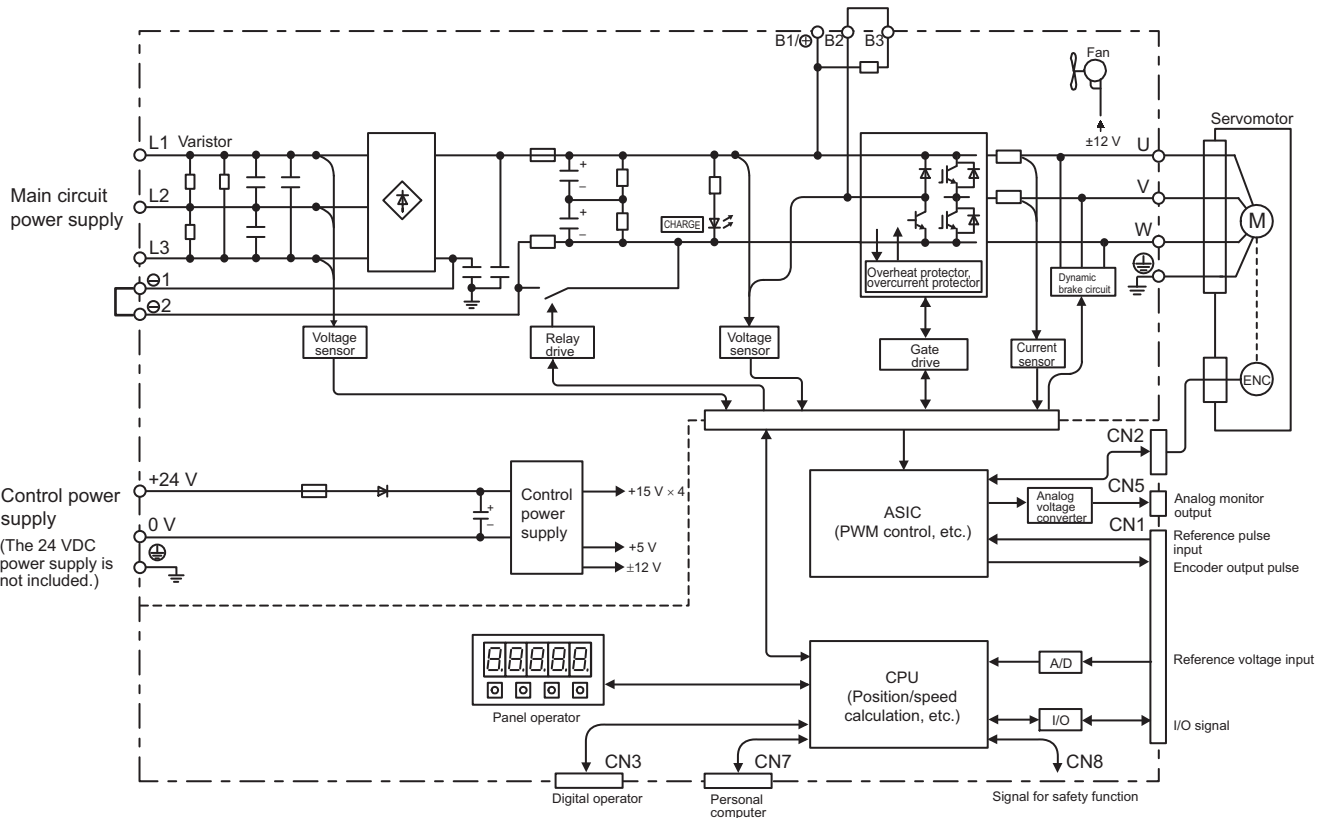 B1/⊕
B2
B3
Fan
±12 V
Servomotor
L1
Varistor
U
Main circuit
power supply
L2
V
CHARGE
+
–
+
–
M
L3
W
⊖1
⊖2
Overheat protector,
overcurrent protector
Dynamic
brake circuit
Voltage
sensor
Relay
drive
Voltage
sensor
Gate
drive
Current
sensor
ENC
CN2
Control power
supply
(The 24 VDC
power supply is
not included.)
+24 V
0 V
+
–
Control
power
supply
+15 V × 4
+5 V
±12 V
ASIC
(PWM control, etc.)
Analog
voltage
converter
CN5
Analog monitor
output
CN1
Reference pulse
input
Encoder output pulse
8.8.8.8.8.
Panel operator
CPU
(Position/speed
calculation, etc.)
A/D
Reference voltage input
I/O
I/O signal
CN3
Digital operator
CN7
Personal
computer
CN8
Signal for safety function